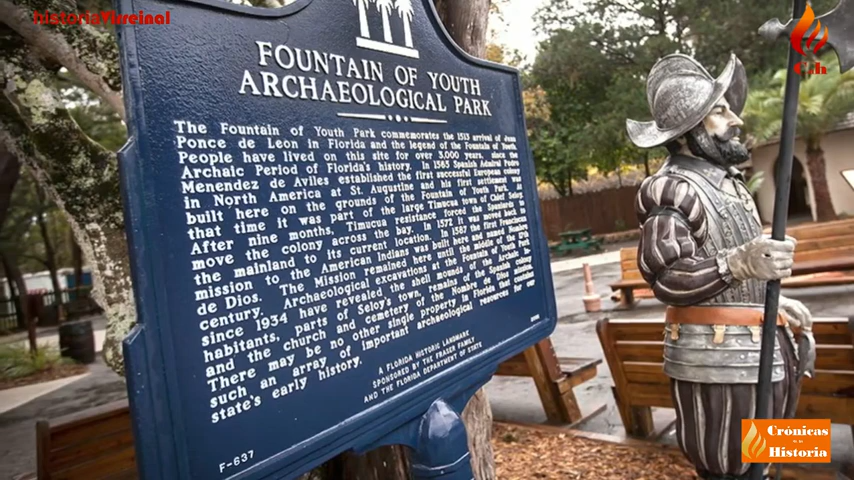 historiaVirreinal
FOUNTAIN OF YOUTH
ARCHAEOLOGICAL PARK
The Fountain of Youth Park commemorates the 1513 arrival of Juan
Ponce de Leon in Florida and the legend of the Fountain of Youth.
People have lived on this site for over 3,000 years, since the
Archaic Period of Florida's history. In 1565 Spanish Admiral Pedro
Menendez de Aviles established the first successful European colony
in North America at St. Augustine and his first settlement was
built here on the grounds of the Fountain of Youth Park. At
that time it was part of the large Timucua town of Chief Seloy.
After nine months, Timucua resistance forced the Spaniards to
move the colony across the bay. In 1572 it was moved back to
the mainland to its current location. In 1587 the first Franciscan
mission to the American Indians was built here and named Nombre
de Dios. The Mission remained here until the middle of the 17th
century. Archaeological excavations at the Fountain of Youth Park
since 1934 have revealed the shell mounds of the Archaic
habitants, parts of Seloy's town, remains of the Spanish colony
and the church and cemetery of the Nombre de Dios mission.
There may be no other single property in Florida that contains
such an array of important archaeological resources for our
state's early history.
A FLORIDA HISTORIC LANDMARK
SPONSORED BY THE FRASER FAMILY
AND THE FLORIDA DEPARTMENT OF STATE
F-637
Crónicas
Historia